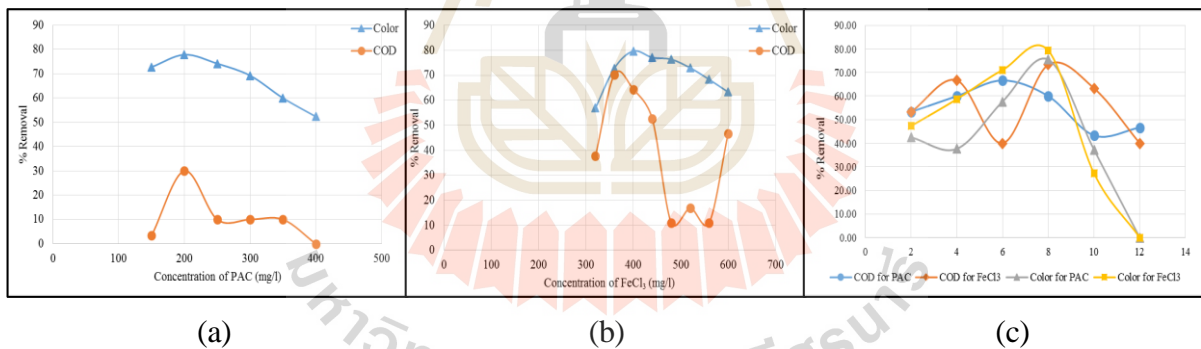 90
80
70
60
50
40
30
20
10
0
% Removal
Color
COD
0 100 200 300 400 500
Concentration of PAC (mg/l)
(a)
90
80
70
60
50
40
30
20
10
0
% Removal
Color
COD
0 100 200 300 400 500 600 700
Concentration of FeCl₃ (mg/l)
(b)
90.00
80.00
70.00
60.00
50.00
40.00
30.00
20.00
10.00
0.00
% Removal
0 2 4 6 8 10 12 14
COD for PAC COD for FeCl3 Color for PAC Color for FeCl3
(c)